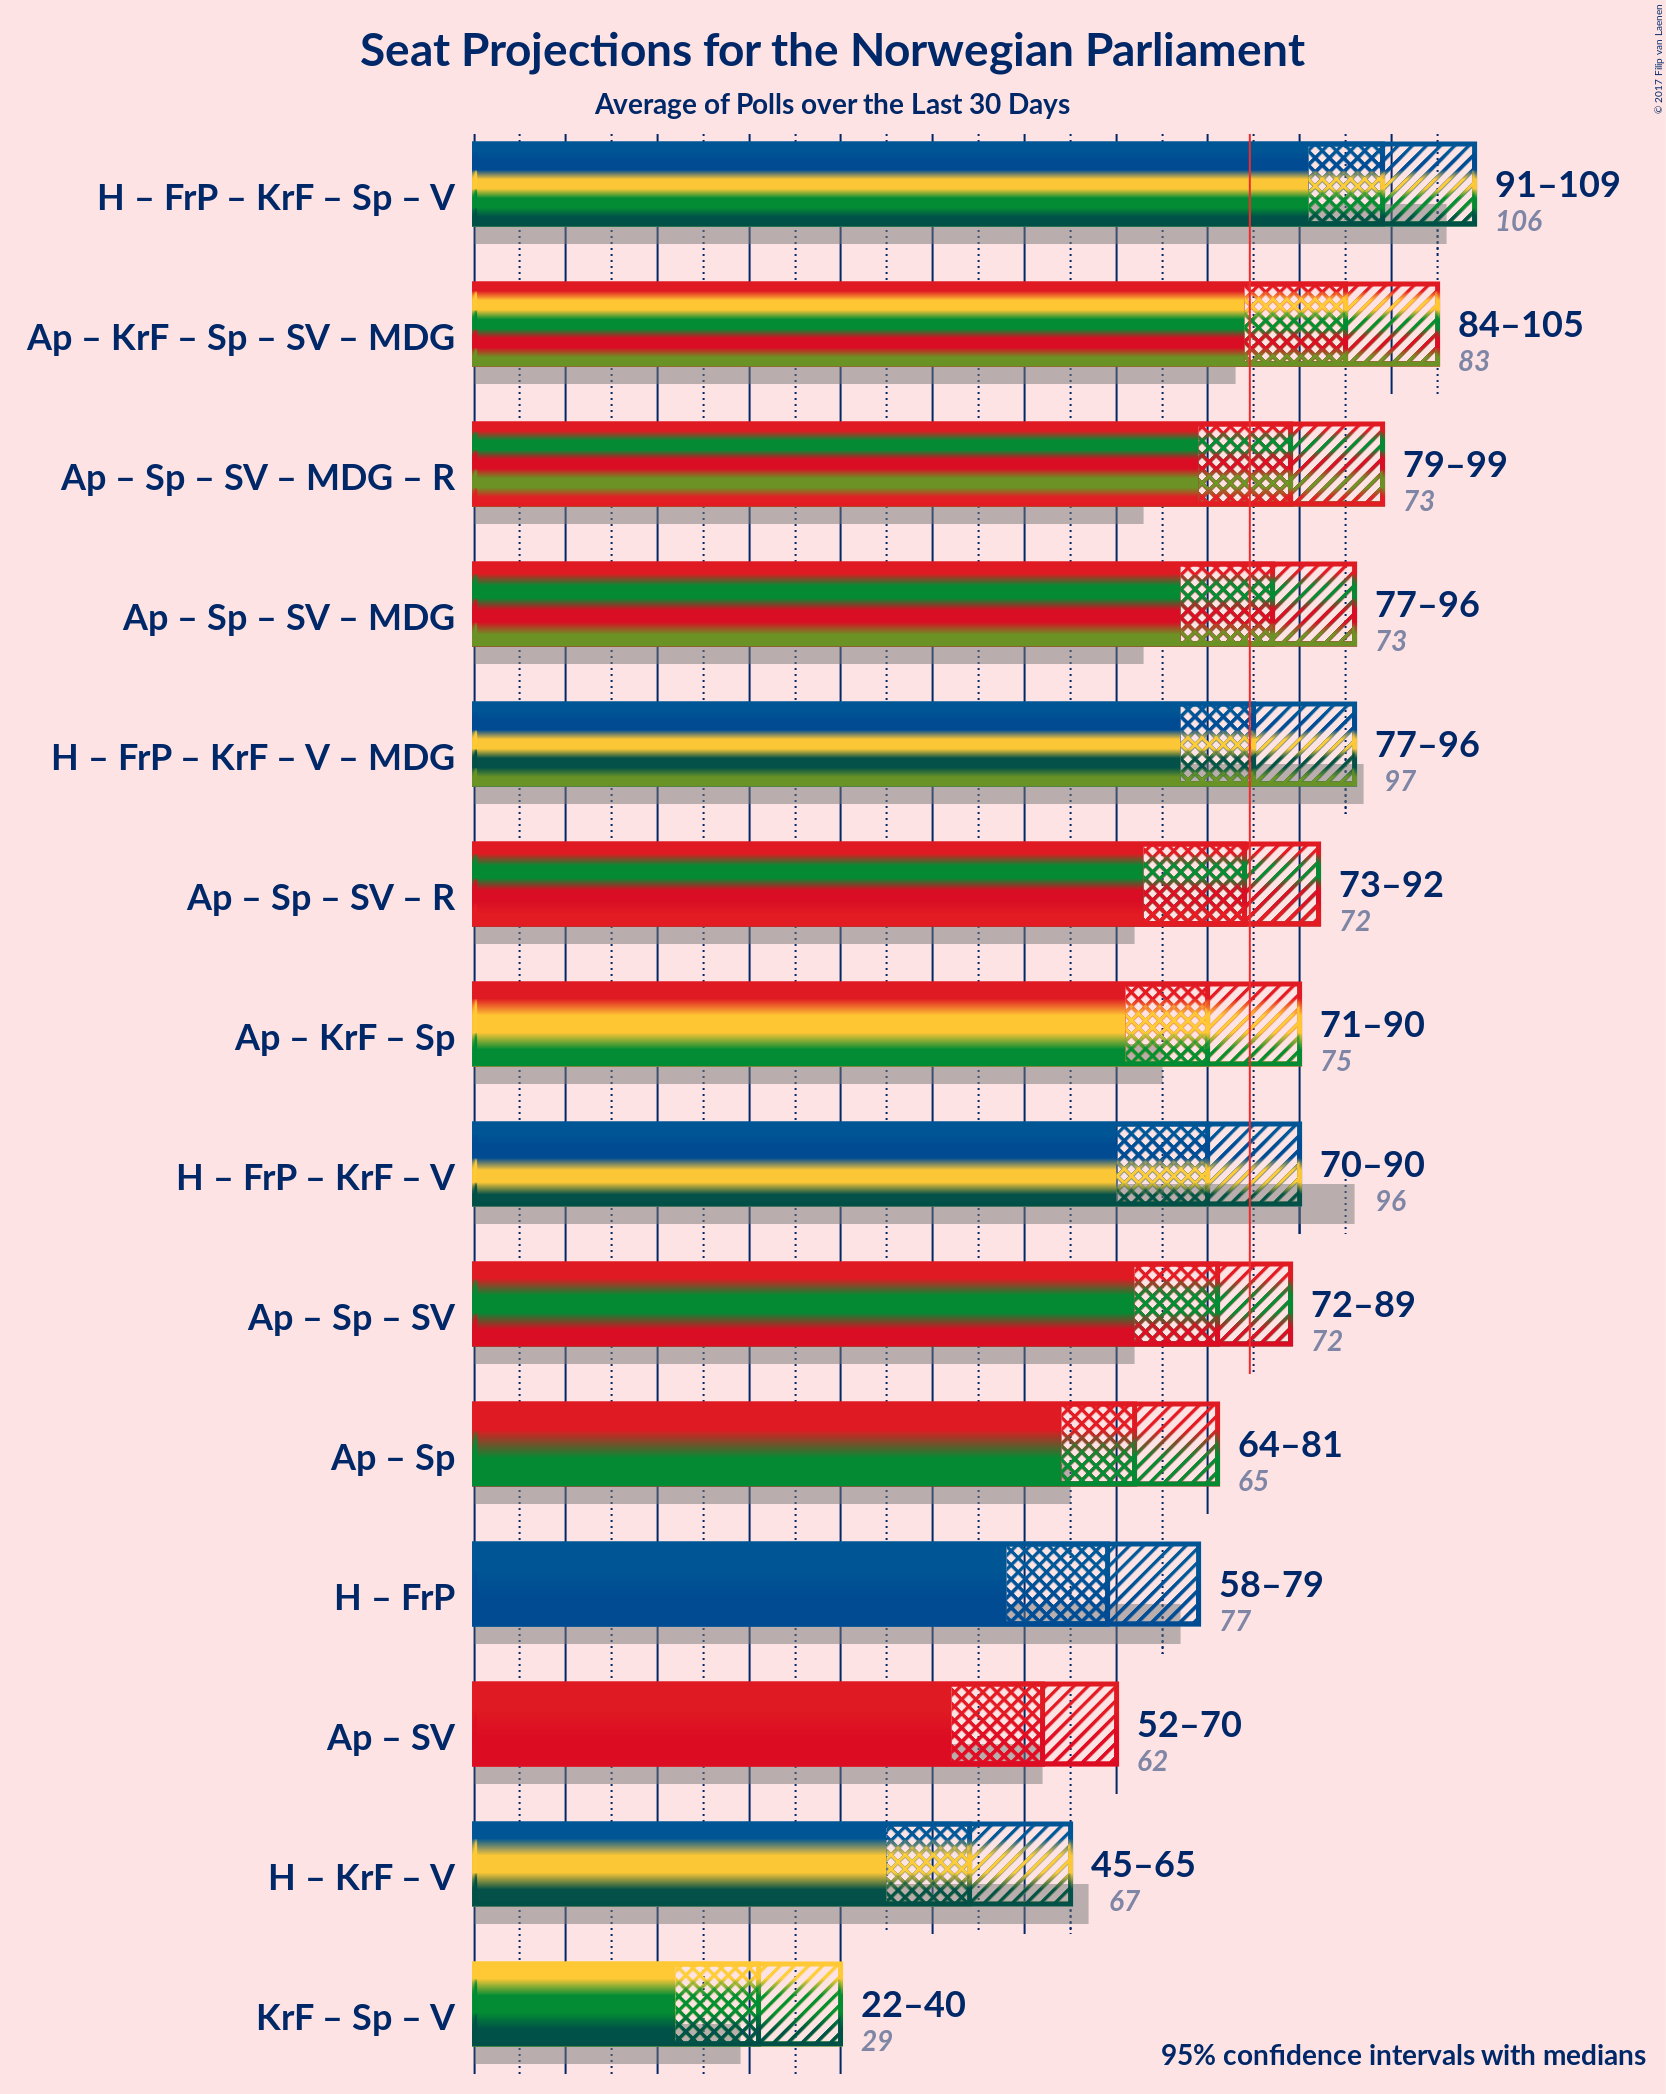 Seat Projections for the Norwegian Parliament
Average of Polls over the Last 30 Days
© 2017 Filip van Laenen
H – FrP – KrF – Sp – V
91–109
106
Ap – KrF – Sp – SV – MDG
84–105
83
Ap – Sp – SV – MDG – R
79–99
73
Ap – Sp – SV – MDG
77–96
73
H – FrP – KrF – V – MDG
77–96
97
Ap – Sp – SV – R
73–92
72
Ap – KrF – Sp
71–90
75
H – FrP – KrF – V
70–90
96
Ap – Sp – SV
72–89
72
Ap – Sp
64–81
65
H – FrP
58–79
77
Ap – SV
52–70
62
H – KrF – V
45–65
67
KrF – Sp – V
22–40
29
95% confidence intervals with medians